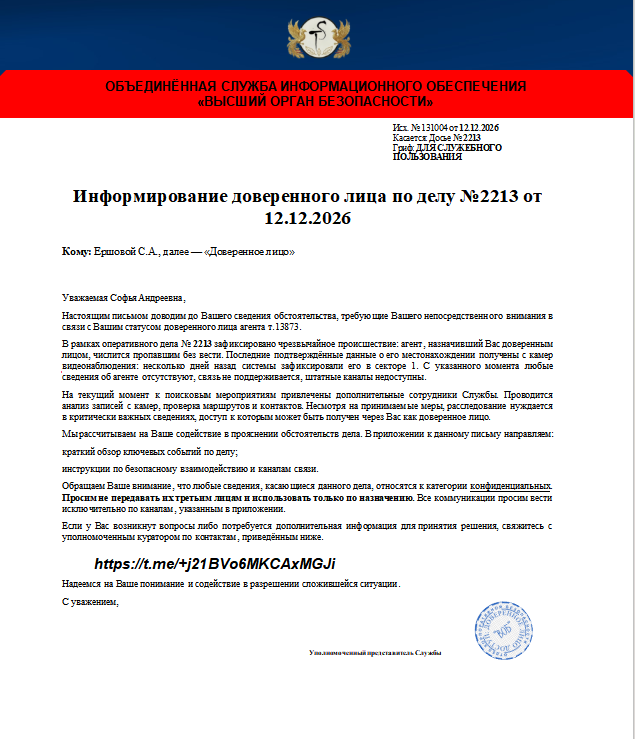 ОБЪЕДИНЁННАЯ СЛУЖБА ИНФОРМАЦИОННОГО ОБЕСПЕЧЕНИЯ
«ВЫСШИЙ ОРГАН БЕЗОПАСНОСТИ»
Исх. № 131004 от 12.12.2026
Касается: Досье № 2213
Гриф: ДЛЯ СЛУЖЕБНОГО
ПОЛЬЗОВАНИЯ
Информирование доверенного лица по делу №2213 от
12.12.2026
Кому: Ершовой С.А., далее — «Доверенное лицо»
Уважаемая Софья Андреевна,
Настоящим письмом доводим до Вашего сведения обстоятельства, требующие Вашего непосредственного внимания в
связи с Вашим статусом доверенного лица агента т.13873.
В рамках оперативного дела № 2213 зафиксировано чрезвычайное происшествие: агент, назначивший Вас доверенным
лицом, числится пропавшим без вести. Последние подтверждённые данные о его местонахождении получены с камер
видеонаблюдения: несколько дней назад системы зафиксировали его в секторе 1. С указанного момента любые
сведения об агенте отсутствуют, связь не поддерживается, штатные каналы недоступны.
На текущий момент к поисковым мероприятиям привлечены дополнительные сотрудники Службы. Проводится
анализ записей с камер, проверка маршрутов и контактов. Несмотря на принимаемые меры, расследование нуждается
в критически важных сведениях, доступ к которым может быть получен через Вас как доверенное лицо.
Мы рассчитываем на Ваше содействие в прояснении обстоятельств дела. В приложении к данному письму направляем:
краткий обзор ключевых событий по делу;
инструкции по безопасному взаимодействию и каналам связи.
Обращаем Ваше внимание, что любые сведения, касающиеся данного дела, относятся к категории конфиденциальных.
Просим не передавать их третьим лицам и использовать только по назначению. Все коммуникации просим вести
исключительно по каналам, указанным в приложении.
Если у Вас возникнут вопросы либо потребуется дополнительная информация для принятия решения, свяжитесь с
уполномоченным куратором по контактам, приведённым ниже.
https://t.me/+j21BVo6MKCAxMGJi
Надеемся на Ваше понимание и содействие в разрешении сложившейся ситуации.
С уважением,
Уполномоченный представитель Службы
"ВОБ"